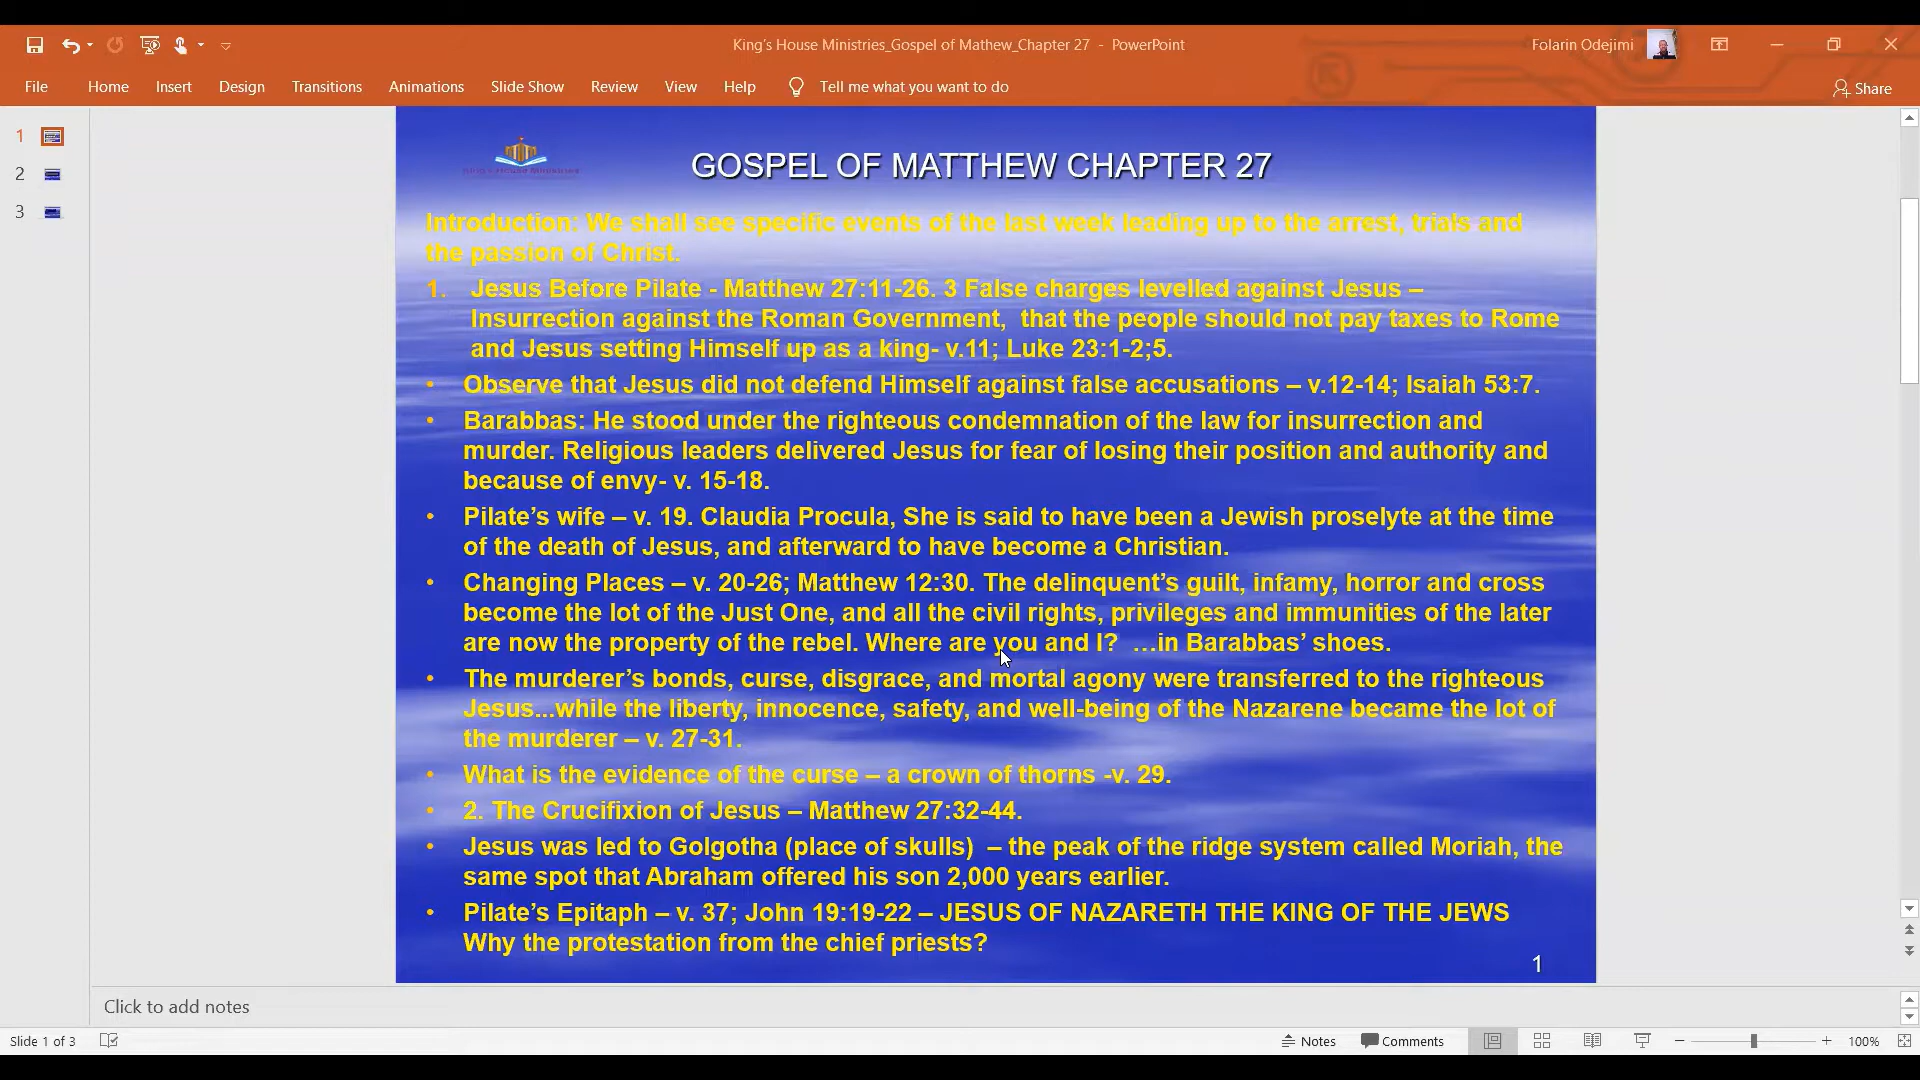 King's House Ministries_Gospel of Mathew_Chapter 27 - PowerPoint
Folarin Odejimi
File Home Insert Design Transitions Animations Slide Show Review View Help Tell me what you want to do
Share
1
2
3
King's House Ministries
GOSPEL OF MATTHEW CHAPTER 27
Introduction: We shall see specific events of the last week leading up to the arrest, trials and
the passion of Christ.
1. Jesus Before Pilate - Matthew 27:11-26. 3 False charges levelled against Jesus –
Insurrection against the Roman Government, that the people should not pay taxes to Rome
and Jesus setting Himself up as a king- v.11; Luke 23:1-2;5.
• Observe that Jesus did not defend Himself against false accusations – v.12-14; Isaiah 53:7.
• Barabbas: He stood under the righteous condemnation of the law for insurrection and
murder. Religious leaders delivered Jesus for fear of losing their position and authority and
because of envy- v. 15-18.
• Pilate's wife – v. 19. Claudia Procula, She is said to have been a Jewish proselyte at the time
of the death of Jesus, and afterward to have become a Christian.
• Changing Places – v. 20-26; Matthew 12:30. The delinquent's guilt, infamy, horror and cross
become the lot of the Just One, and all the civil rights, privileges and immunities of the later
are now the property of the rebel. Where are you and I? …in Barabbas' shoes.
• The murderer's bonds, curse, disgrace, and mortal agony were transferred to the righteous
Jesus...while the liberty, innocence, safety, and well-being of the Nazarene became the lot of
the murderer – v. 27-31.
• What is the evidence of the curse – a crown of thorns -v. 29.
• 2. The Crucifixion of Jesus – Matthew 27:32-44.
• Jesus was led to Golgotha (place of skulls) – the peak of the ridge system called Moriah, the
same spot that Abraham offered his son 2,000 years earlier.
• Pilate's Epitaph – v. 37; John 19:19-22 – JESUS OF NAZARETH THE KING OF THE JEWS
Why the protestation from the chief priests?
1
Click to add notes
Slide 1 of 3
Notes Comments 100%